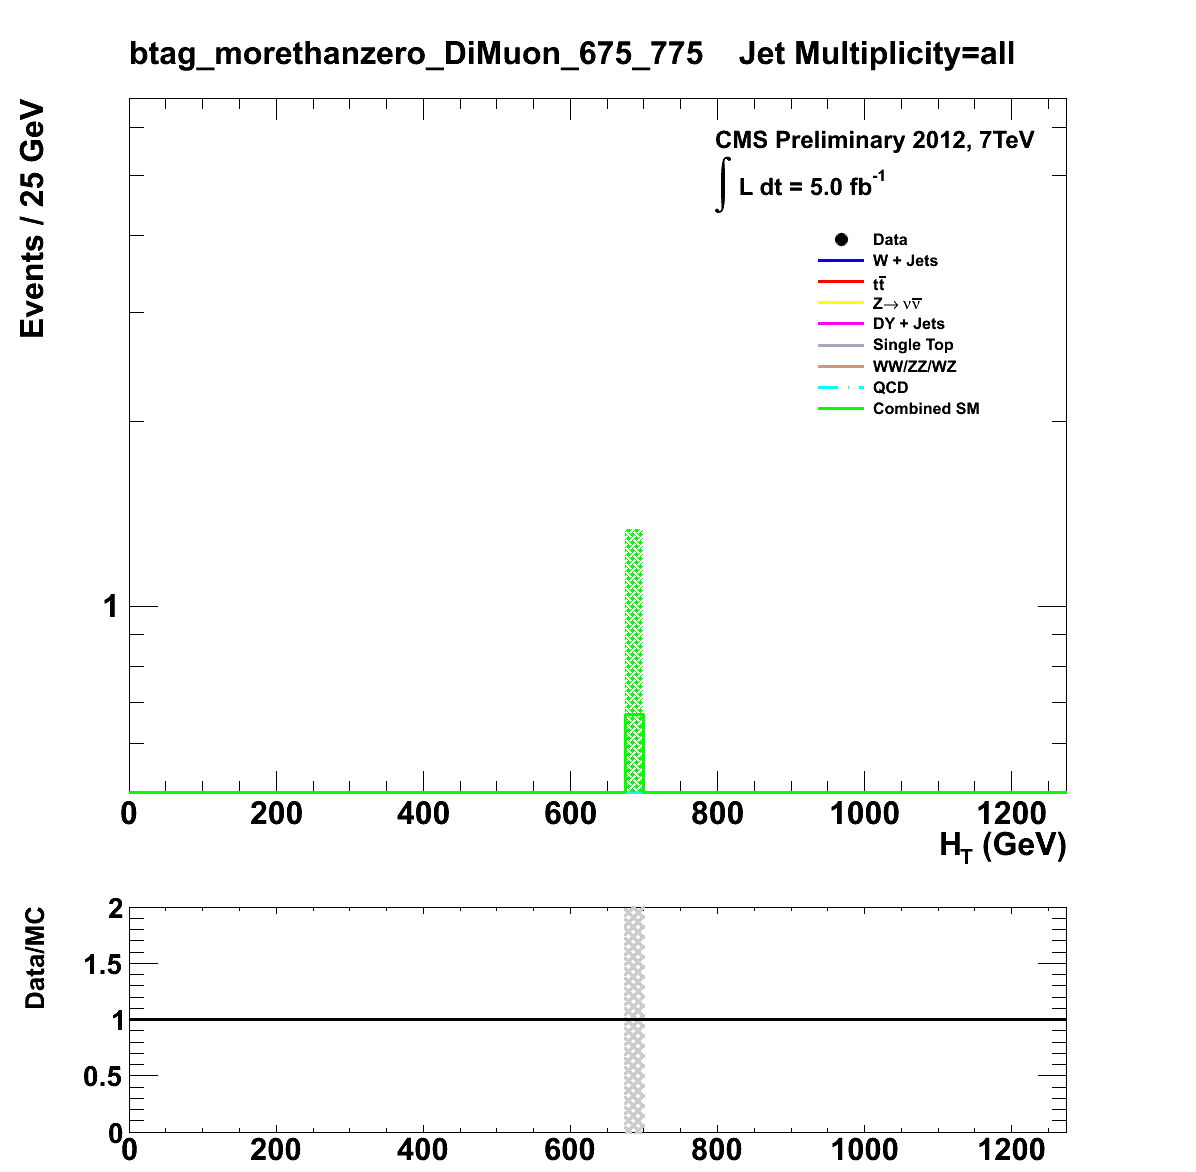 btag_morethanzero_DiMuon_675_775 Jet Multiplicity=all
Events / 25 GeV
CMS Preliminary 2012, 7TeV
∫ L dt = 5.0 fb⁻¹
Data
W + Jets
tt̅
Z→ νν̅
DY + Jets
Single Top
WW/ZZ/WZ
QCD
Combined SM
1
0 200 400 600 800 1000 1200
H_T (GeV)
Data/MC
2
1.5
1
0.5
0
0 200 400 600 800 1000 1200